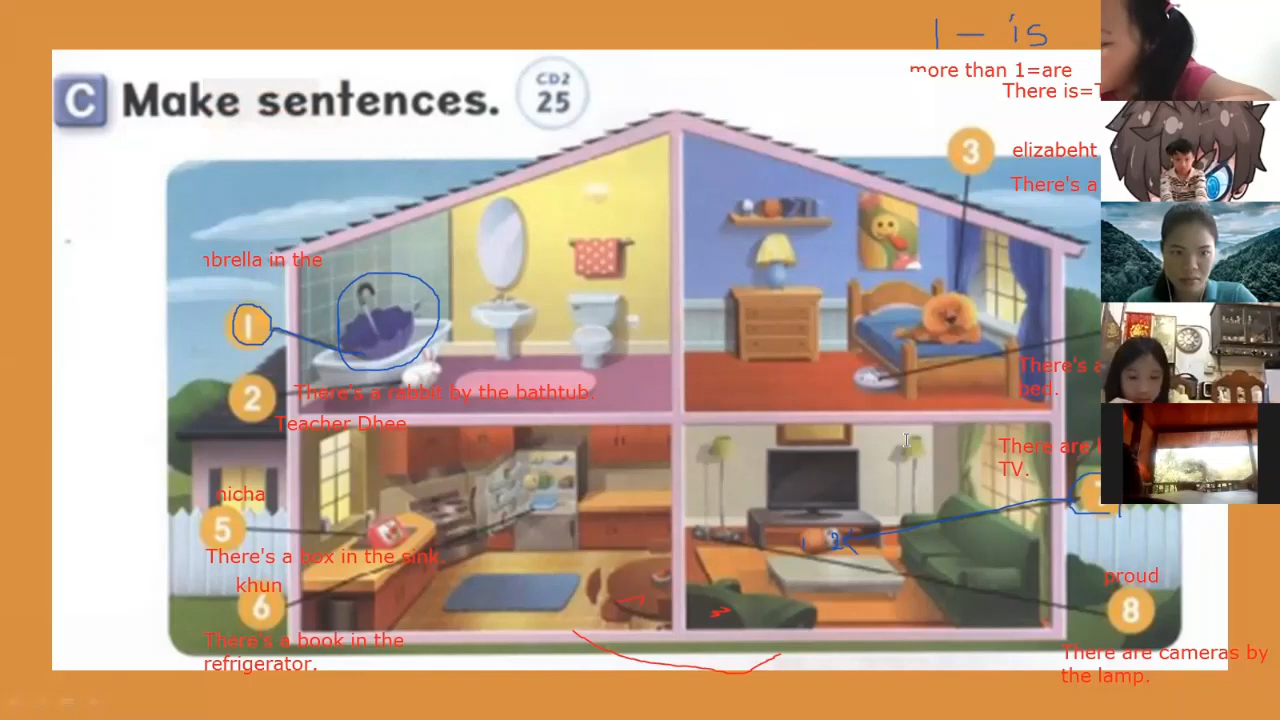 1 – is
more than 1=are
There is=
C Make sentences.
CD2
25
3
elizabeht
There's a
in the
1
There's a
bed.
2
There's a rabbit by the bathtub.
Teacher Dhee
There are
TV.
nicha
5
1 2
There's a box in the sink.
proud
khun
6
8
There's a book in the
refrigerator.
There are cameras by
the lamp.